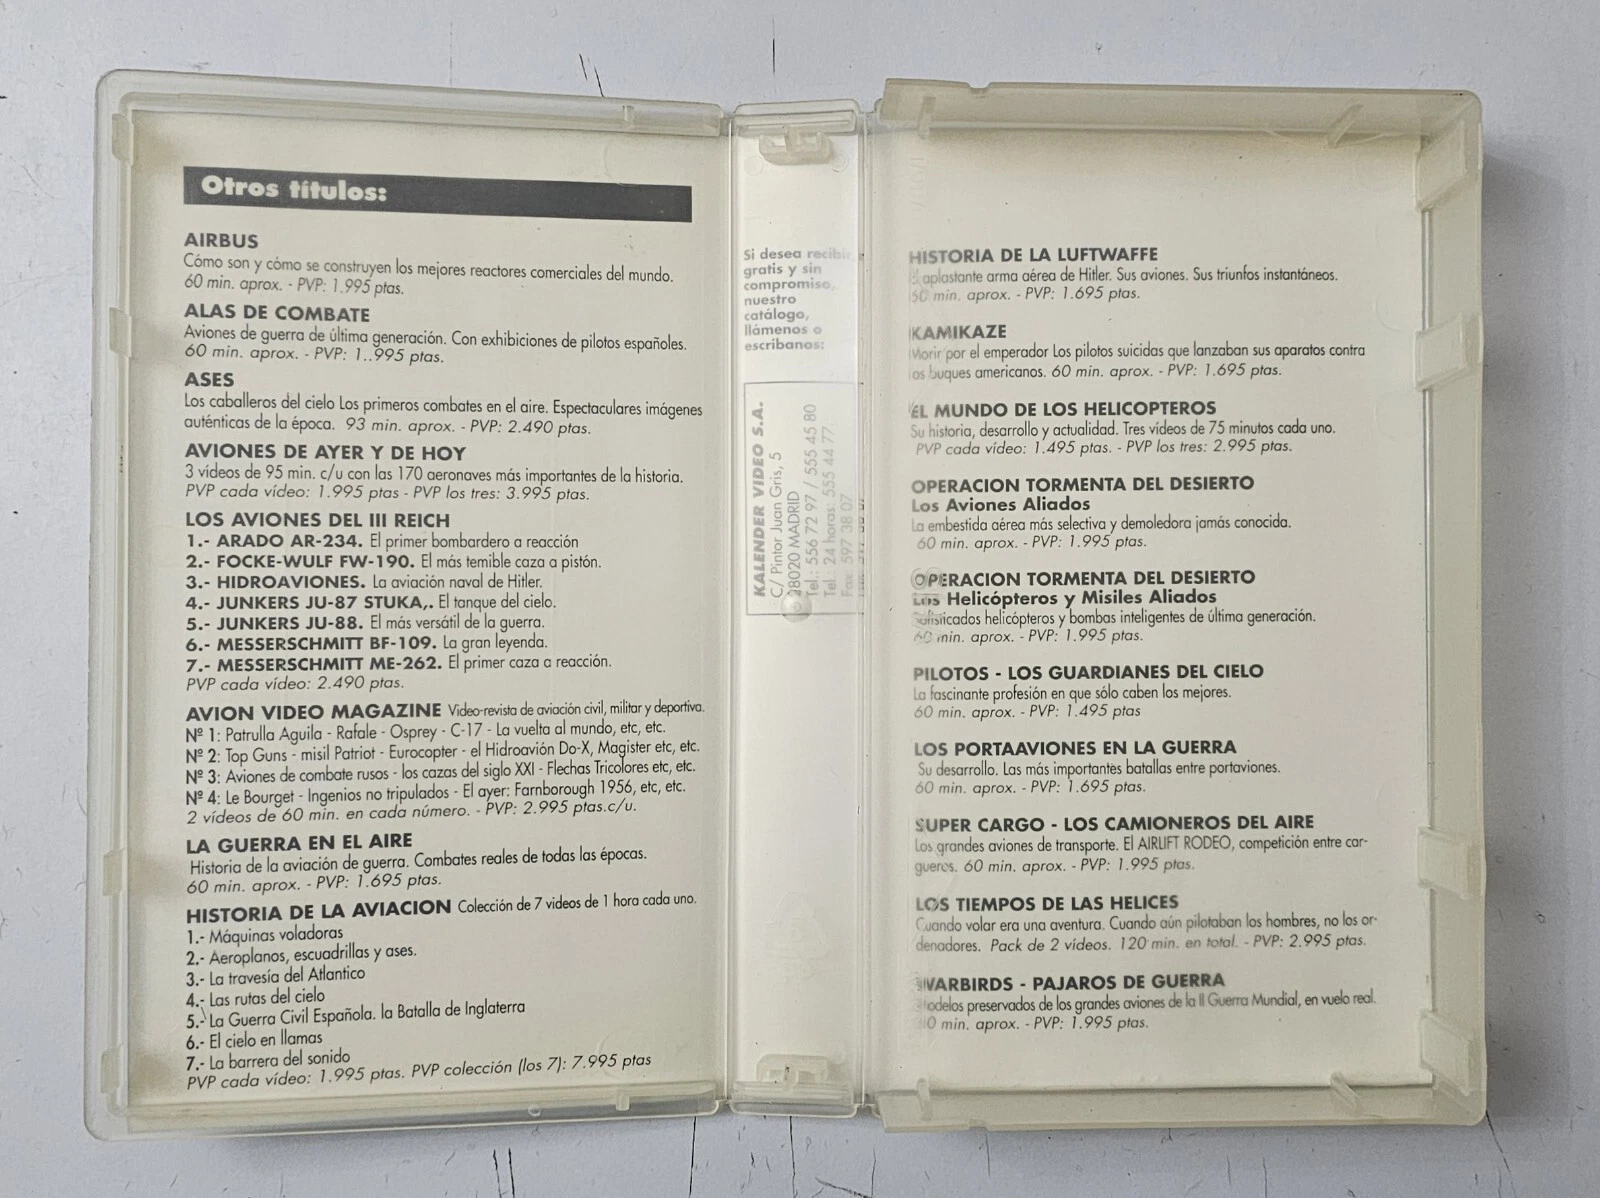 Otros títulos:
AIRBUS
Cómo son y cómo se construyen los mejores reactores comerciales del mundo.
60 min. aprox. - PVP: 1.995 ptas.
ALAS DE COMBATE
Aviones de guerra de última generación. Con exhibiciones de pilotos españoles.
60 min. aprox. - PVP: 1..995 ptas.
ASES
Los caballeros del cielo Los primeros combates en el aire. Espectaculares imágenes
auténticas de la época. 93 min. aprox. - PVP: 2.490 ptas.
AVIONES DE AYER Y DE HOY
3 vídeos de 95 min. c/u con las 170 aeronaves más importantes de la historia.
PVP cada vídeo: 1.995 ptas - PVP los tres: 3.995 ptas.
LOS AVIONES DEL III REICH
1.- ARADO AR-234. El primer bombardero a reacción
2.- FOCKE-WULF FW-190. El más temible caza a pistón.
3.- HIDROAVIONES. La aviación naval de Hitler.
4.- JUNKERS JU-87 STUKA,. El tanque del cielo.
5.- JUNKERS JU-88. El más versátil de la guerra.
6.- MESSERSCHMITT BF-109. La gran leyenda.
7.- MESSERSCHMITT ME-262. El primer caza a reacción.
PVP cada vídeo: 2.490 ptas.
AVION VIDEO MAGAZINE Video-revista de aviación civil, militar y deportiva.
Nº 1: Patrulla Aguila - Rafale - Osprey - C-17 - La vuelta al mundo, etc, etc.
Nº 2: Top Guns - misil Patriot - Eurocopter - el Hidroavión Do-X, Magister etc, etc.
Nº 3: Aviones de combate rusos - los cazas del siglo XXI - Flechas Tricolores etc, etc.
Nº 4: Le Bourget - Ingenios no tripulados - El ayer: Farnborough 1956, etc, etc.
2 vídeos de 60 min. en cada número. - PVP: 2.995 ptas.c/u.
LA GUERRA EN EL AIRE
Historia de la aviación de guerra. Combates reales de todas las épocas.
60 min. aprox. - PVP: 1.695 ptas.
HISTORIA DE LA AVIACION Colección de 7 videos de 1 hora cada uno.
1.- Máquinas voladoras
2.- Aeroplanos, escuadrillas y ases.
3.- La travesía del Atlantico
4.- Las rutas del cielo
5.- La Guerra Civil Española. la Batalla de Inglaterra
6.- El cielo en llamas
7.- La barrera del sonido
PVP cada vídeo: 1.995 ptas. PVP colección (los 7): 7.995 ptas
Si desea recibir
gratis y sin
compromiso,
nuestro
catálogo,
llámenos o
escribanos:
KALENDER VIDEO S.A.
C/ Pintor Juan Gris, 5
28020 MADRID
Tel.: 556 72 97 / 555 45 80
Tel.: 24 horas: 555 44 77
Fax: 597 38 07
HISTORIA DE LA LUFTWAFFE
El aplastante arma aérea de Hitler. Sus aviones. Sus triunfos instantáneos.
60 min. aprox. - PVP: 1.695 ptas.
KAMIKAZE
Morir por el emperador Los pilotos suicidas que lanzaban sus aparatos contra
los buques americanos. 60 min. aprox. - PVP: 1.695 ptas.
EL MUNDO DE LOS HELICOPTEROS
Su historia, desarrollo y actualidad. Tres vídeos de 75 minutos cada uno.
PVP cada vídeo: 1.495 ptas. - PVP los tres: 2.995 ptas.
OPERACION TORMENTA DEL DESIERTO
Los Aviones Aliados
La embestida aérea más selectiva y demoledora jamás conocida.
60 min. aprox. - PVP: 1.995 ptas.
OPERACION TORMENTA DEL DESIERTO
Los Helicópteros y Misiles Aliados
Sofisticados helicópteros y bombas inteligentes de última generación.
60 min. aprox. - PVP: 1.995 ptas.
PILOTOS - LOS GUARDIANES DEL CIELO
La fascinante profesión en que sólo caben los mejores.
60 min. aprox. - PVP: 1.495 ptas
LOS PORTAAVIONES EN LA GUERRA
Su desarrollo. Las más importantes batallas entre portaviones.
60 min. aprox. - PVP: 1.695 ptas.
SUPER CARGO - LOS CAMIONEROS DEL AIRE
Los grandes aviones de transporte. El AIRLIFT RODEO, competición entre car-
gueros. 60 min. aprox. - PVP: 1.995 ptas.
LOS TIEMPOS DE LAS HELICES
Cuando volar era una aventura. Cuando aún pilotaban los hombres, no los or-
denadores. Pack de 2 vídeos. 120 min. en total. - PVP: 2.995 ptas.
WARBIRDS - PAJAROS DE GUERRA
Modelos preservados de los grandes aviones de la II Guerra Mundial, en vuelo real.
min. aprox. - PVP: 1.995 ptas.